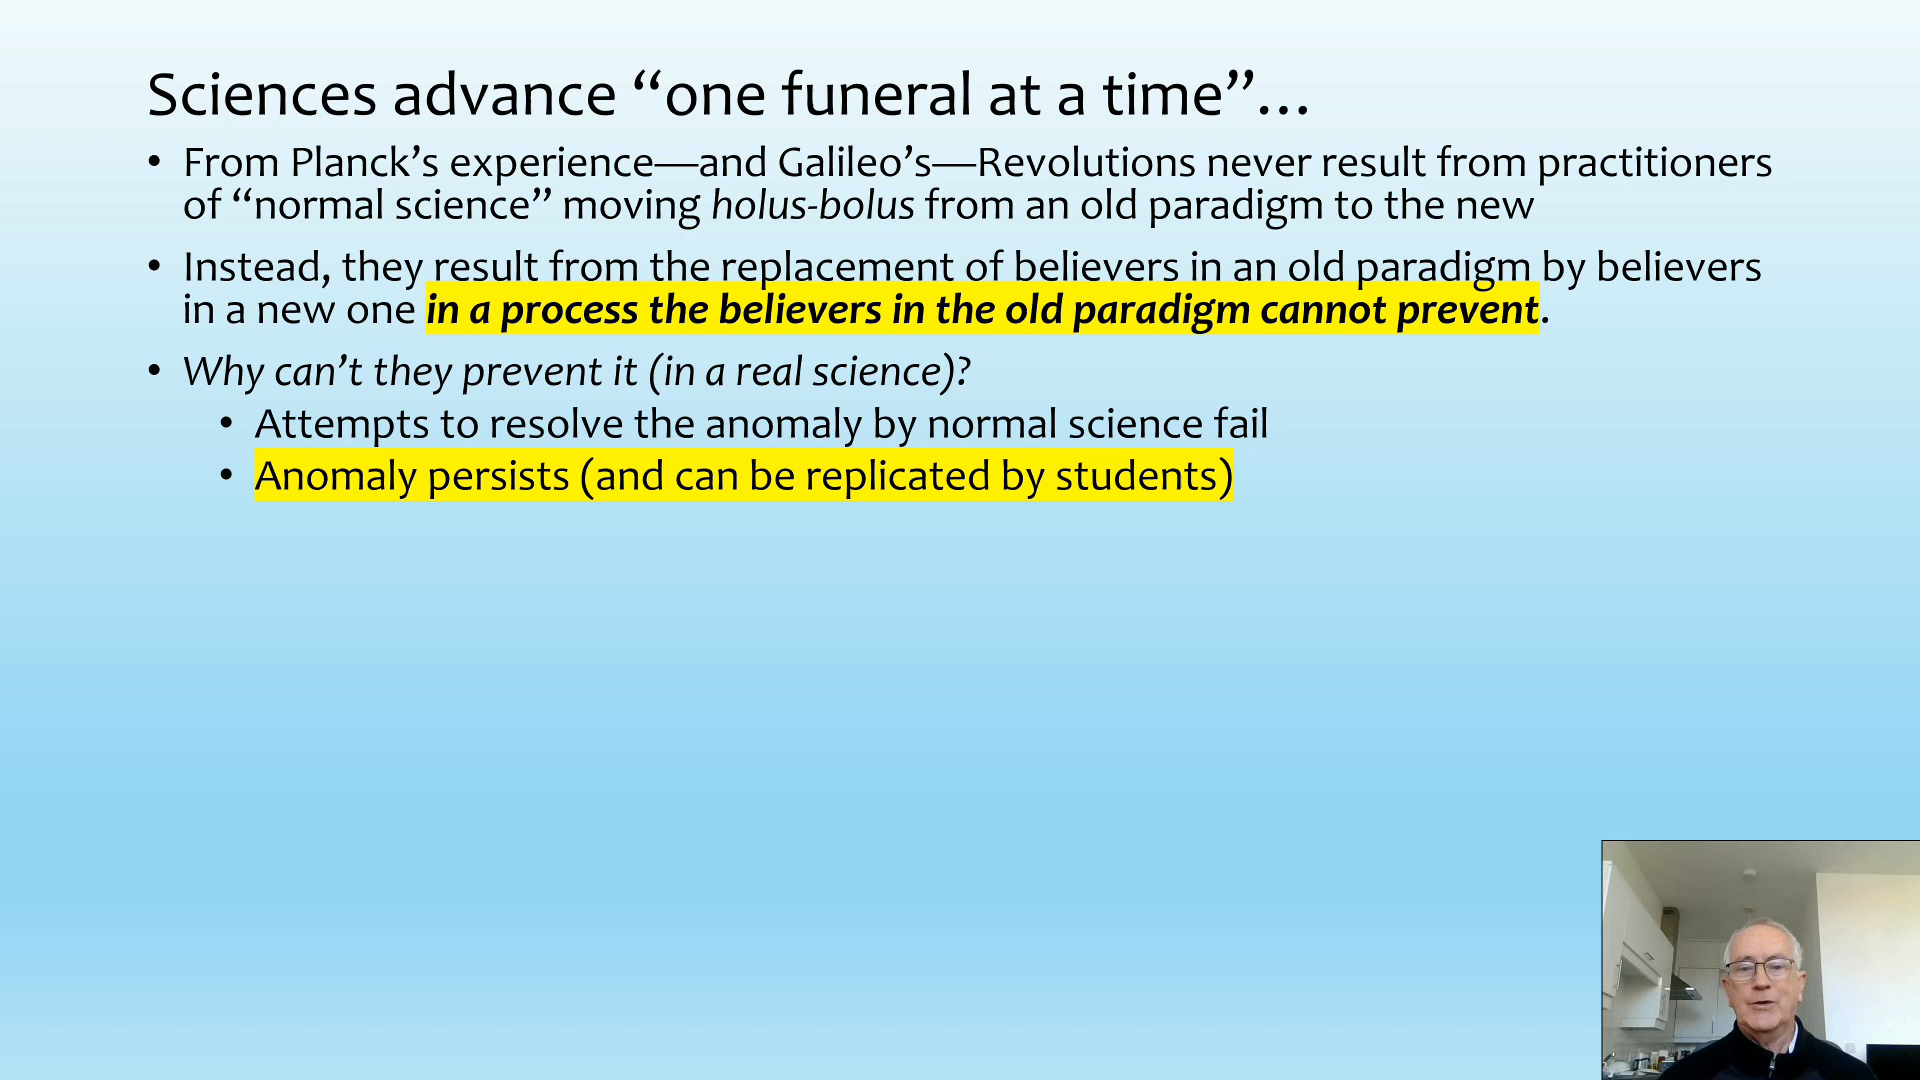 Sciences advance “one funeral at a time”…
• From Planck’s experience—and Galileo’s—Revolutions never result from practitioners
of “normal science” moving holus-bolus from an old paradigm to the new
• Instead, they result from the replacement of believers in an old paradigm by believers
in a new one in a process the believers in the old paradigm cannot prevent.
• Why can’t they prevent it (in a real science)?
• Attempts to resolve the anomaly by normal science fail
• Anomaly persists (and can be replicated by students)